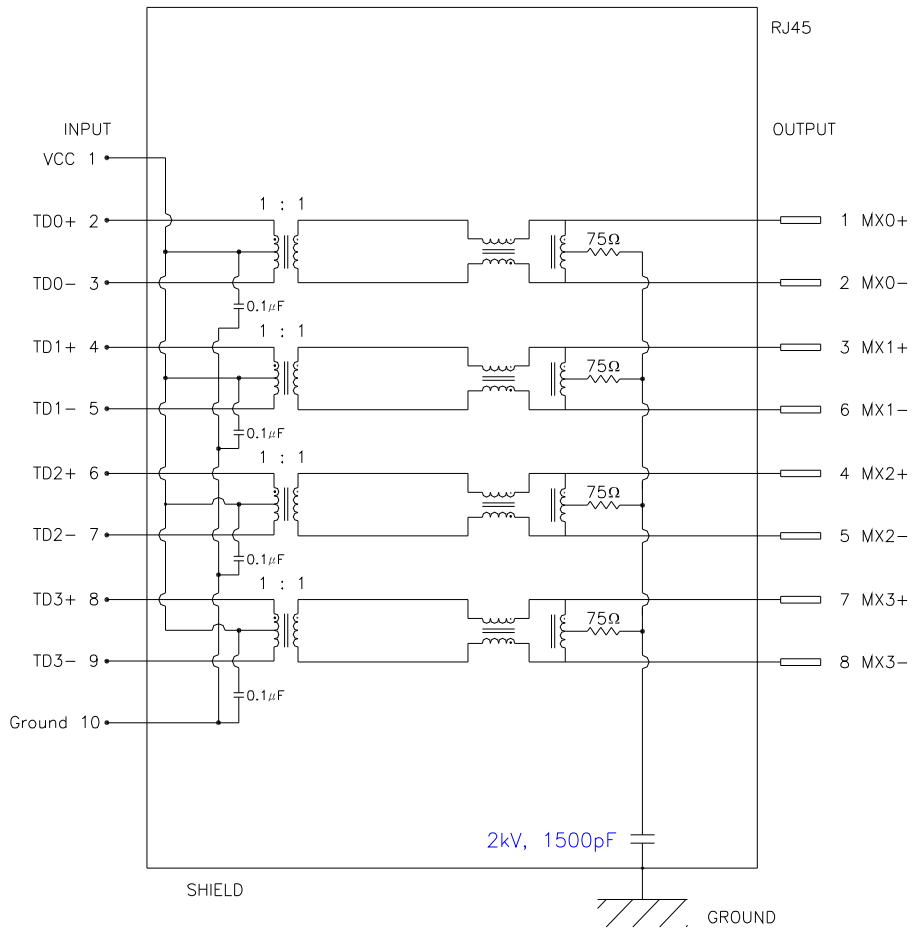 RJ45
INPUT
OUTPUT
VCC 1
1 : 1
TD0+ 2
75Ω
1 MX0+
TD0- 3
2 MX0-
0.1μF
1 : 1
TD1+ 4
75Ω
3 MX1+
TD1- 5
6 MX1-
0.1μF
1 : 1
TD2+ 6
75Ω
4 MX2+
TD2- 7
5 MX2-
0.1μF
1 : 1
TD3+ 8
75Ω
7 MX3+
TD3- 9
8 MX3-
0.1μF
Ground 10
2kV, 1500pF
SHIELD
GROUND